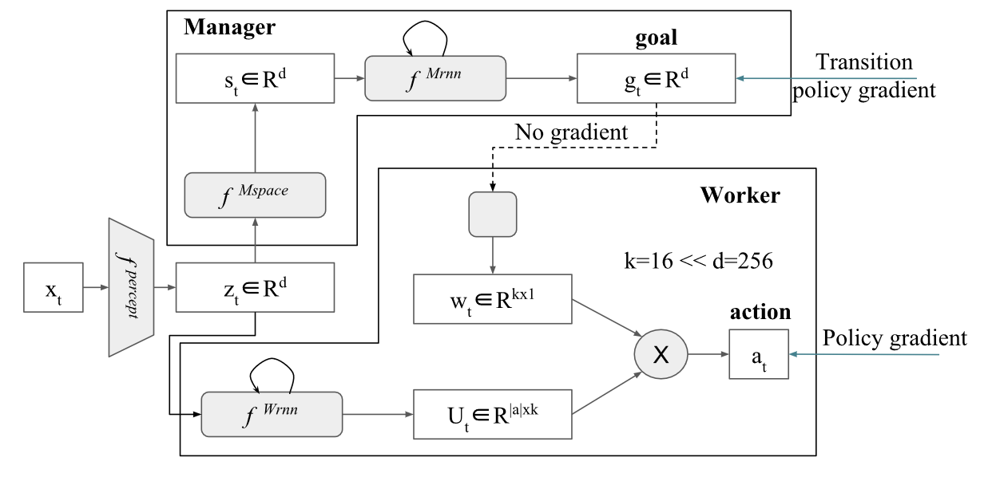 Manager
goal
s_t ∈ R^d
f^Mrnn
g_t ∈ R^d
Transition
policy gradient
No gradient
f^Mspace
Worker
k=16 << d=256
x_t
f^percept
z_t ∈ R^d
w_t ∈ R^kx1
action
Policy gradient
X
a_t
f^Wrnn
U_t ∈ R^|a|xk